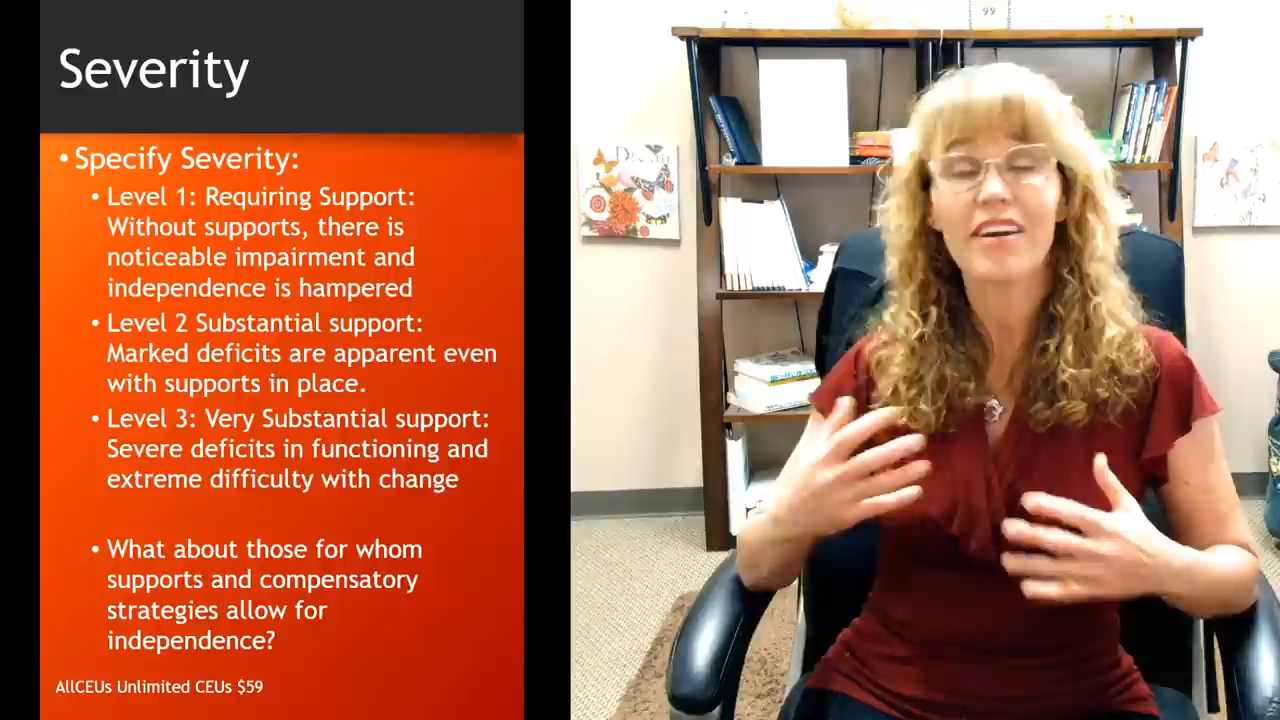 Severity
• Specify Severity:
• Level 1: Requiring Support:
Without supports, there is
noticeable impairment and
independence is hampered
• Level 2 Substantial support:
Marked deficits are apparent even
with supports in place.
• Level 3: Very Substantial support:
Severe deficits in functioning and
extreme difficulty with change
• What about those for whom
supports and compensatory
strategies allow for
independence?
AllCEUs Unlimited CEUs $59
99